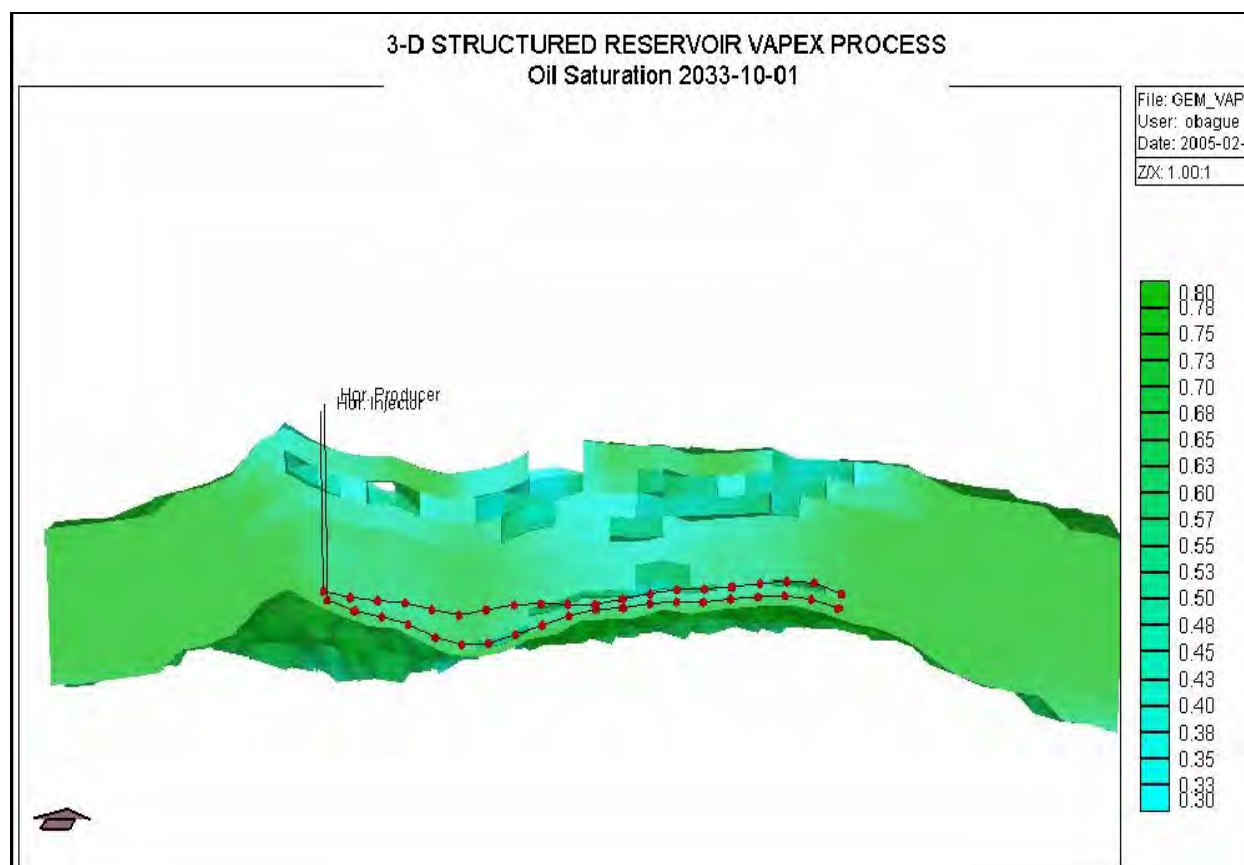 3-D STRUCTURED RESERVOIR VAPEX PROCESS
Oil Saturation 2033-10-01
File: GEM_VAP
User: obague
Date: 2005-02-
Z/X: 1.00:1
Hor. Producer
Hor. Injector
0.80
0.78
0.75
0.73
0.70
0.68
0.65
0.63
0.60
0.57
0.55
0.53
0.50
0.48
0.45
0.43
0.40
0.38
0.35
0.33
0.30